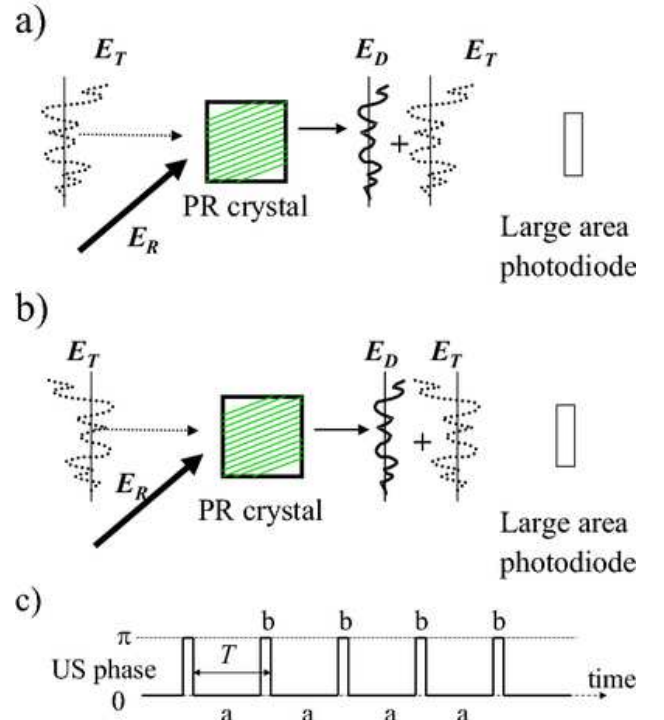 a)
E_T
E_D
E_T
+
PR crystal
E_R
Large area
photodiode
b)
E_T
E_D
E_T
+
E_R
PR crystal
Large area
photodiode
c)
b b b b
π
T
US phase
time
0
a a a a